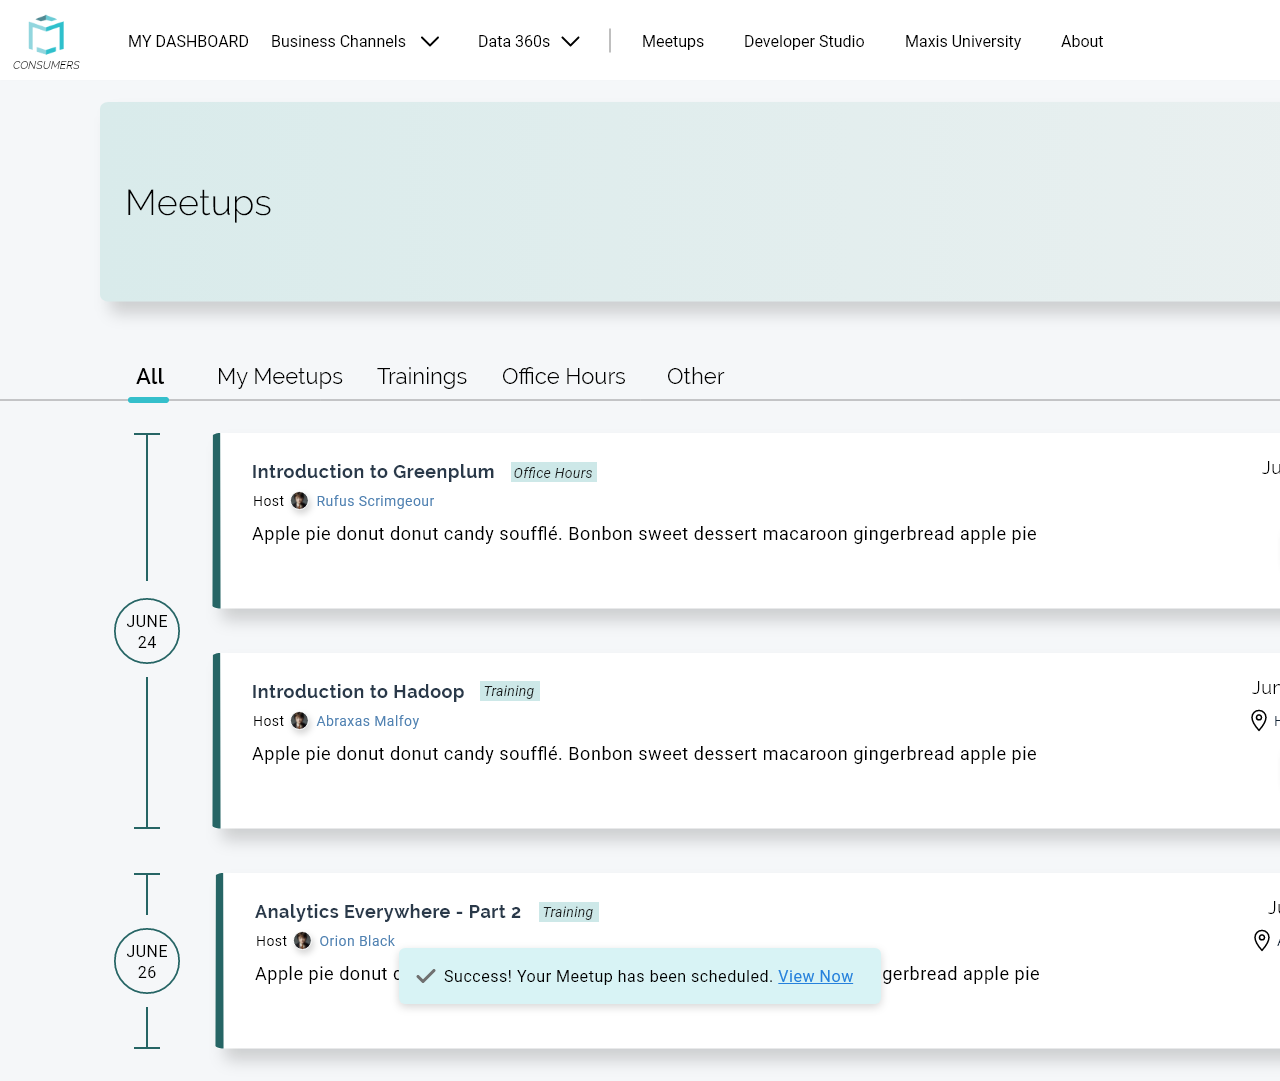 CONSUMERS
MY DASHBOARD Business Channels Data 360s Meetups Developer Studio Maxis University About
Meetups
All My Meetups Trainings Office Hours Other
Introduction to Greenplum Office Hours
Host Rufus Scrimgeour
Apple pie donut donut candy soufflé. Bonbon sweet dessert macaroon gingerbread apple pie
JUNE
24
Introduction to Hadoop Training
Host Abraxas Malfoy
Apple pie donut donut candy soufflé. Bonbon sweet dessert macaroon gingerbread apple pie
Analytics Everywhere - Part 2 Training
Host Orion Black
JUNE
26
Apple pie donut
gerbread apple pie
Success! Your Meetup has been scheduled. View Now